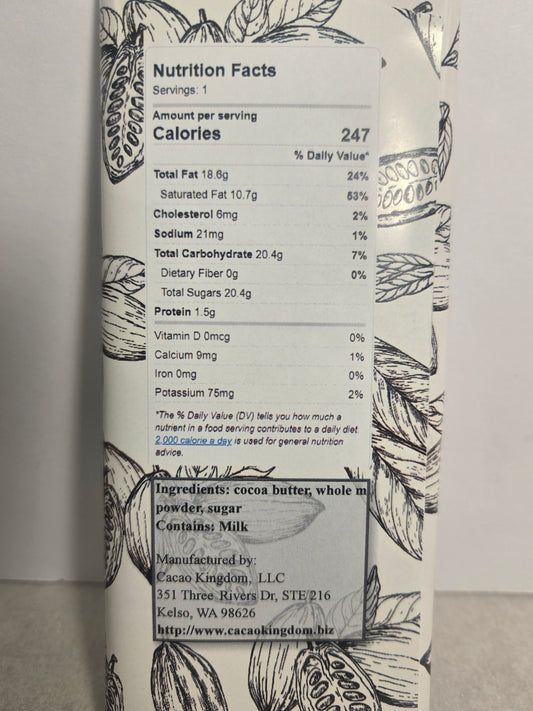 Nutrition Facts
Servings: 1
Amount per serving
Calories 247
% Daily Value*
Total Fat 18.6g 24%
Saturated Fat 10.7g 53%
Cholesterol 6mg 2%
Sodium 21mg 1%
Total Carbohydrate 20.4g 7%
Dietary Fiber 0g 0%
Total Sugars 20.4g
Protein 1.5g
Vitamin D 0mcg 0%
Calcium 9mg 1%
Iron 0mg 0%
Potassium 75mg 2%
*The % Daily Value (DV) tells you how much a
nutrient in a food serving contributes to a daily diet.
2,000 calorie a day is used for general nutrition
advice.
Ingredients: cocoa butter, whole m
powder, sugar
Contains: Milk
Manufactured by:
Cacao Kingdom, LLC
351 Three Rivers Dr, STE 216
Kelso, WA 98626
http://www.cacaokingdom.biz